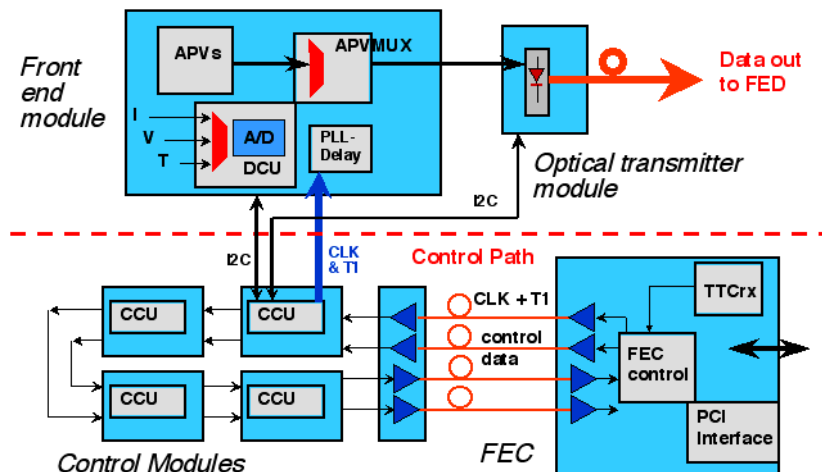 APVs
APVMUX
Front
end
module
I
V
T
A/D
DCU
PLL-
Delay
Data out
to FED
Optical transmitter
module
I2C
I2C
CLK
& T1
Control Path
CCU
CCU
CCU
CCU
CLK + T1
control
data
TTCrx
FEC
control
PCI
Interface
Control Modules
FEC